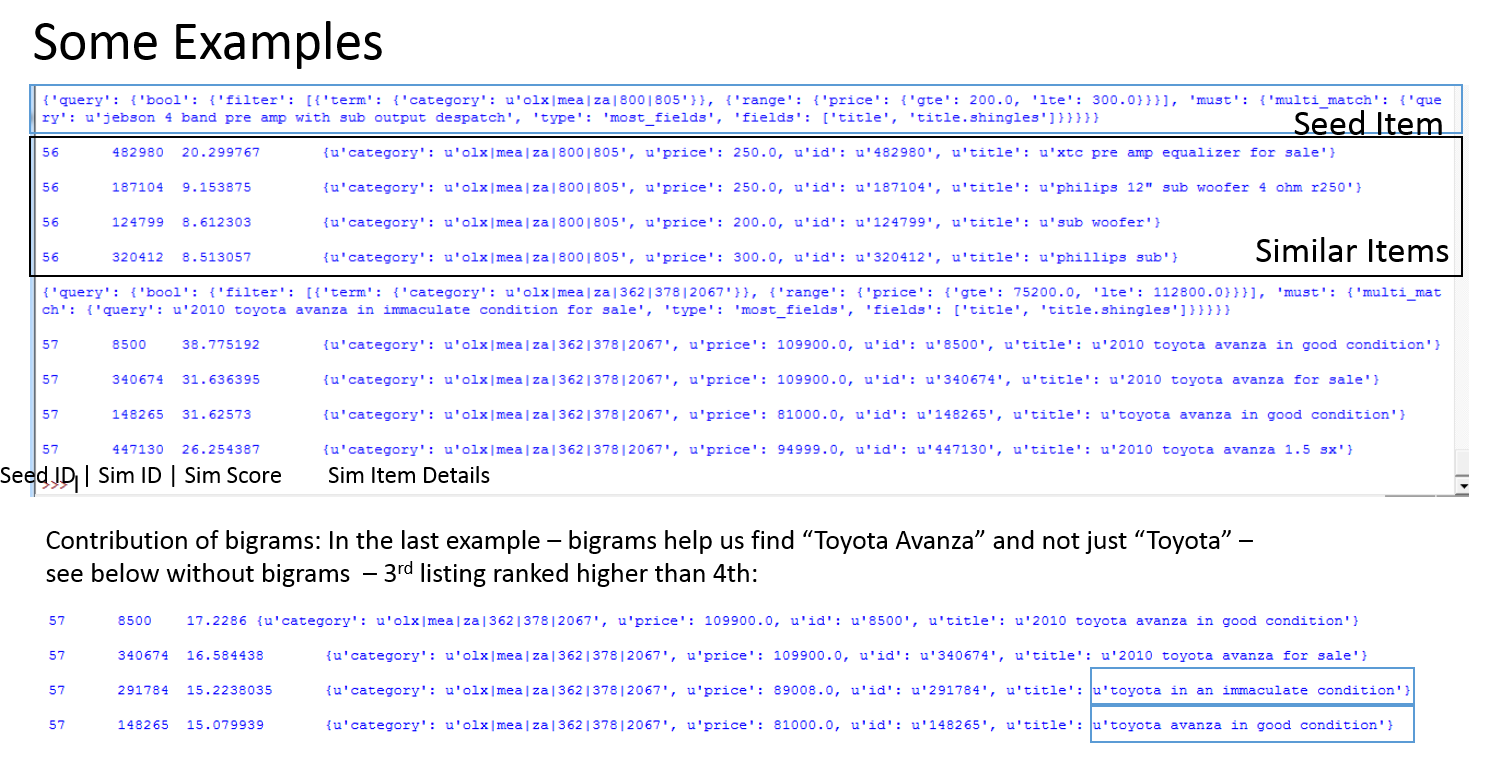 Some Examples
{'query': {'bool': {'filter': [{'term': {'category': u'olx|mea|za|800|805'}}, {'range': {'price': {'gte': 200.0, 'lte': 300.0}}}], 'must': {'multi_match': {'que
ry': u'jebson 4 band pre amp with sub output despatch', 'type': 'most_fields', 'fields': ['title', 'title.shingles']}}}}}
Seed Item
56 482980 20.299767 {u'category': u'olx|mea|za|800|805', u'price': 250.0, u'id': u'482980', u'title': u'xtc pre amp equalizer for sale'}
56 187104 9.153875 {u'category': u'olx|mea|za|800|805', u'price': 250.0, u'id': u'187104', u'title': u'philips 12" sub woofer 4 ohm r250'}
56 124799 8.612303 {u'category': u'olx|mea|za|800|805', u'price': 200.0, u'id': u'124799', u'title': u'sub woofer'}
56 320412 8.513057 {u'category': u'olx|mea|za|800|805', u'price': 300.0, u'id': u'320412', u'title': u'phillips sub'}
Similar Items
{'query': {'bool': {'filter': [{'term': {'category': u'olx|mea|za|362|378|2067'}}, {'range': {'price': {'gte': 75200.0, 'lte': 112800.0}}}], 'must': {'multi_mat
ch': {'query': u'2010 toyota avanza in immaculate condition for sale', 'type': 'most_fields', 'fields': ['title', 'title.shingles']}}}}}
57 8500 38.775192 {u'category': u'olx|mea|za|362|378|2067', u'price': 109900.0, u'id': u'8500', u'title': u'2010 toyota avanza in good condition'}
57 340674 31.636395 {u'category': u'olx|mea|za|362|378|2067', u'price': 109900.0, u'id': u'340674', u'title': u'2010 toyota avanza for sale'}
57 148265 31.62573 {u'category': u'olx|mea|za|362|378|2067', u'price': 81000.0, u'id': u'148265', u'title': u'toyota avanza in good condition'}
57 447130 26.254387 {u'category': u'olx|mea|za|362|378|2067', u'price': 94999.0, u'id': u'447130', u'title': u'2010 toyota avanza 1.5 sx'}
Seed ID | Sim ID | Sim Score Sim Item Details
>>>
Contribution of bigrams: In the last example – bigrams help us find “Toyota Avanza” and not just “Toyota” –
see below without bigrams – 3rd listing ranked higher than 4th:
57 8500 17.2286 {u'category': u'olx|mea|za|362|378|2067', u'price': 109900.0, u'id': u'8500', u'title': u'2010 toyota avanza in good condition'}
57 340674 16.584438 {u'category': u'olx|mea|za|362|378|2067', u'price': 109900.0, u'id': u'340674', u'title': u'2010 toyota avanza for sale'}
57 291784 15.2238035 {u'category': u'olx|mea|za|362|378|2067', u'price': 89008.0, u'id': u'291784', u'title': u'toyota in an immaculate condition'}
57 148265 15.079939 {u'category': u'olx|mea|za|362|378|2067', u'price': 81000.0, u'id': u'148265', u'title': u'toyota avanza in good condition'}